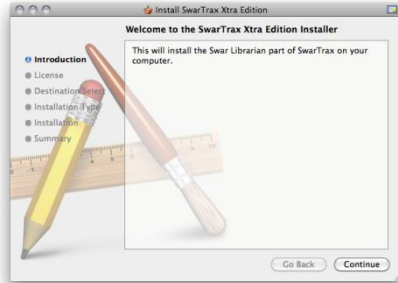 Install SwarTrax Xtra Edition
Welcome to the SwarTrax Xtra Edition Installer
Introduction
License
Destination Select
Installation Type
Installation
Summary
This will install the Swar Librarian part of SwarTrax on your
computer.
Go Back
Continue